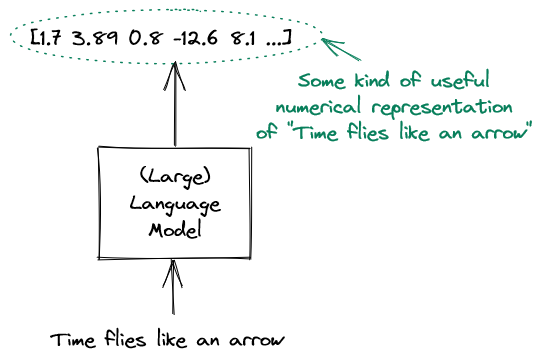 [1.7 3.89 0.8 -12.6 8.1 ...]
Some kind of useful
numerical representation
of "Time flies like an arrow"
(Large)
Language
Model
Time flies like an arrow